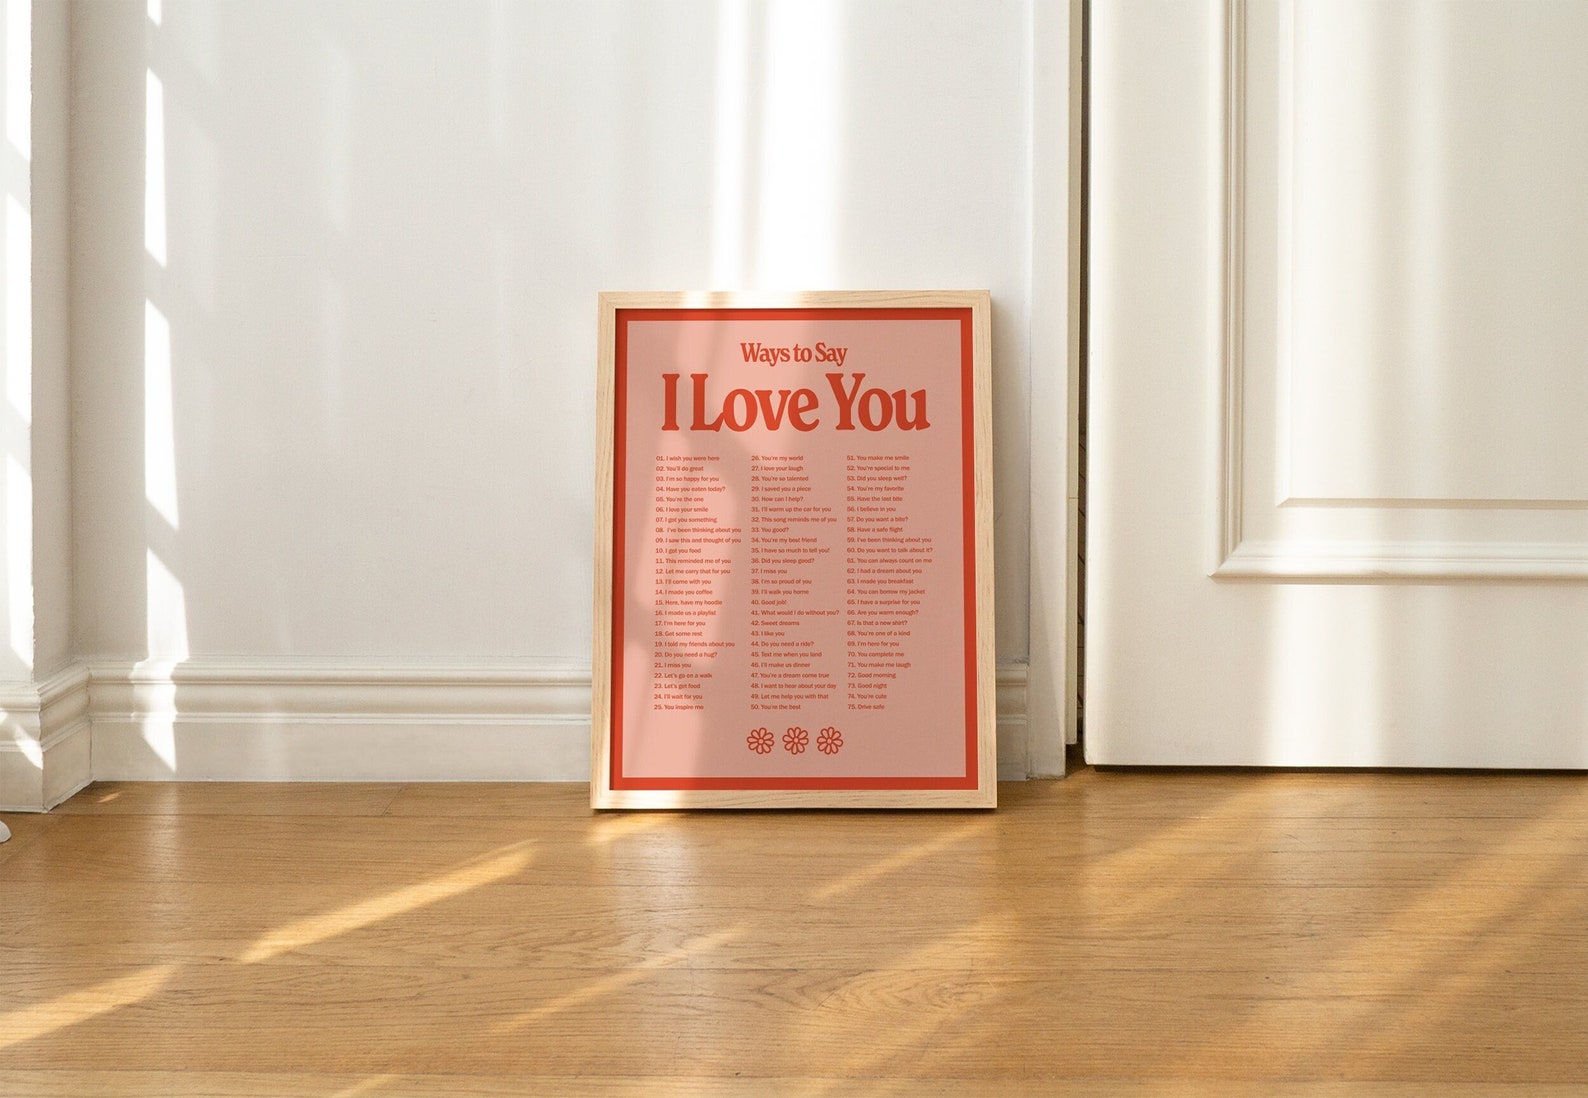 Ways to Say
I Love You
01. I wish you were here
02. You'll do great
03. I'm so happy for you
04. Have you eaten today?
05. You're the one
06. I love your smile
07. I got you something
08. I've been thinking about you
09. I saw this and thought of you
10. I got you food
11. This reminded me of you
12. Let me carry that for you
13. I'll come with you
14. I made you coffee
15. Here, have my hoodie
16. I made us a playlist
17. I'm here for you
18. Get some rest
19. I told my friends about you
20. Do you need a hug?
21. I miss you
22. Let's go on a walk
23. Let's get food
24. I'll wait for you
25. You inspire me
26. You're my world
27. I love your laugh
28. You're so talented
29. I saved you a piece
30. How can I help?
31. I'll warm up the car for you
32. This song reminds me of you
33. You good?
34. You're my best friend
35. I have so much to tell you!
36. Did you sleep good?
37. I miss you
38. I'm so proud of you
39. I'll walk you home
40. Good job!
41. What would I do without you?
42. Sweet dreams
43. I like you
44. Do you need a ride?
45. Text me when you land
46. I'll make us dinner
47. You're a dream come true
48. I want to hear about your day
49. Let me help you with that
50. You're the best
51. You make me smile
52. You're special to me
53. Did you sleep well?
54. You're my favorite
55. Have the last bite
56. I believe in you
57. Do you want a bite?
58. Have a safe flight
59. I've been thinking about you
60. Do you want to talk about it?
61. You can always count on me
62. I had a dream about you
63. I made you breakfast
64. You can borrow my jacket
65. I have a surprise for you
66. Are you warm enough?
67. Is that a new shirt?
68. You're one of a kind
69. I'm here for you
70. You complete me
71. You make me laugh
72. Good morning
73. Good night
74. You're cute
75. Drive safe